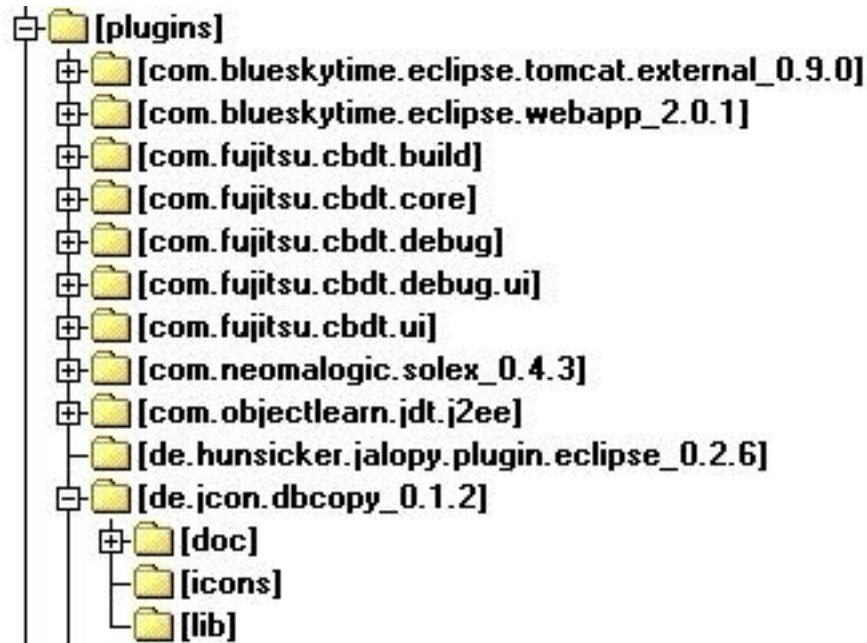 [plugins]
[com.blueskytime.eclipse.tomcat.external_0.9.0]
[com.blueskytime.eclipse.webapp_2.0.1]
[com.fujitsu.cbdt.build]
[com.fujitsu.cbdt.core]
[com.fujitsu.cbdt.debug]
[com.fujitsu.cbdt.debug.ui]
[com.fujitsu.cbdt.ui]
[com.neomalogic.solex_0.4.3]
[com.objectlearn.jdt.j2ee]
[de.hunsicker.jalopy.plugin.eclipse_0.2.6]
[de.jcon.dbcopy_0.1.2]
[doc]
[icons]
[lib]